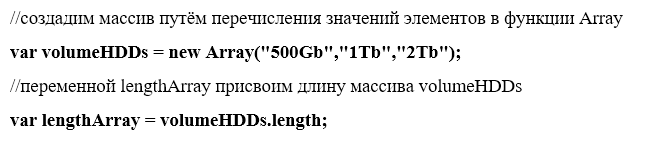 //создадим массив путём перечисления значений элементов в функции Array
var volumeHDDs = new Array("500Gb","1Tb","2Tb");
//переменной lengthArray присвоим длину массива volumeHDDs
var lengthArray = volumeHDDs.length;